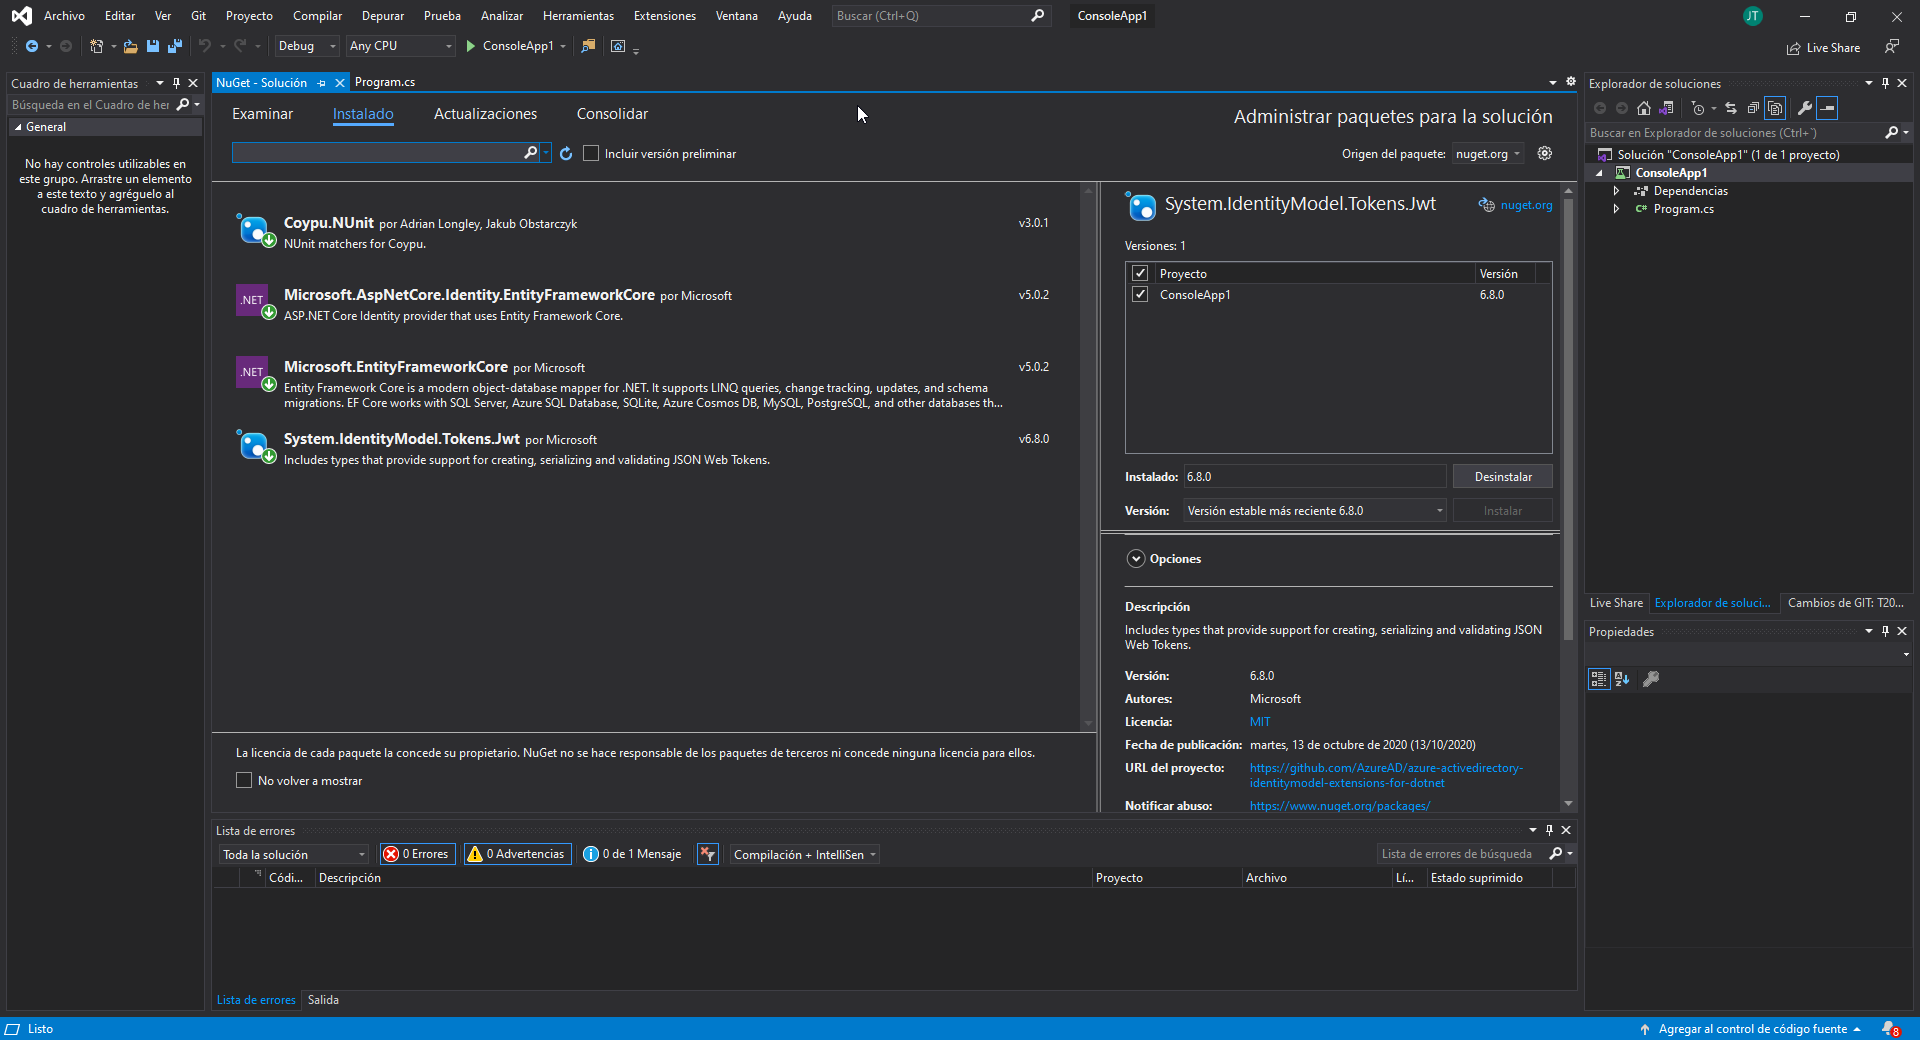 Archivo Editar Ver Git Proyecto Compilar Depurar Prueba Analizar Herramientas Extensiones Ventana Ayuda Buscar (Ctrl+Q) ConsoleApp1 JT
Debug Any CPU ConsoleApp1 Live Share
Cuadro de herramientas
Búsqueda en el Cuadro de her
General
No hay controles utilizables en
este grupo. Arrastre un elemento
a este texto y agréguelo al
cuadro de herramientas.
NuGet - Solución Program.cs
Examinar Instalado Actualizaciones Consolidar Administrar paquetes para la solución
Incluir versión preliminar Origen del paquete: nuget.org
Coypu.NUnit por Adrian Longley, Jakub Obstarczyk v3.0.1
NUnit matchers for Coypu.
.NET Microsoft.AspNetCore.Identity.EntityFrameworkCore por Microsoft v5.0.2
ASP.NET Core Identity provider that uses Entity Framework Core.
.NET Microsoft.EntityFrameworkCore por Microsoft v5.0.2
Entity Framework Core is a modern object-database mapper for .NET. It supports LINQ queries, change tracking, updates, and schema
migrations. EF Core works with SQL Server, Azure SQL Database, SQLite, Azure Cosmos DB, MySQL, PostgreSQL, and other databases th...
System.IdentityModel.Tokens.Jwt por Microsoft v6.8.0
Includes types that provide support for creating, serializing and validating JSON Web Tokens.
La licencia de cada paquete la concede su propietario. NuGet no se hace responsable de los paquetes de terceros ni concede ninguna licencia para ellos.
No volver a mostrar
System.IdentityModel.Tokens.Jwt nuget.org
Versiones: 1
Proyecto Versión
ConsoleApp1 6.8.0
Instalado: 6.8.0 Desinstalar
Versión: Versión estable más reciente 6.8.0 Instalar
Opciones
Descripción
Includes types that provide support for creating, serializing and validating JSON
Web Tokens.
Versión: 6.8.0
Autores: Microsoft
Licencia: MIT
Fecha de publicación: martes, 13 de octubre de 2020 (13/10/2020)
URL del proyecto: https://github.com/AzureAD/azure-activedirectory-
identitymodel-extensions-for-dotnet
Notificar abuso: https://www.nuget.org/packages/
Explorador de soluciones
Buscar en Explorador de soluciones (Ctrl+´)
Solución "ConsoleApp1" (1 de 1 proyecto)
ConsoleApp1
Dependencias
C# Program.cs
Live Share Explorador de soluci... Cambios de GIT: T20...
Propiedades
Lista de errores
Toda la solución 0 Errores 0 Advertencias 0 de 1 Mensaje Compilación + IntelliSen Lista de errores de búsqueda
Códi... Descripción Proyecto Archivo Lí... Estado suprimido
Lista de errores Salida
Listo Agregar al control de código fuente 8